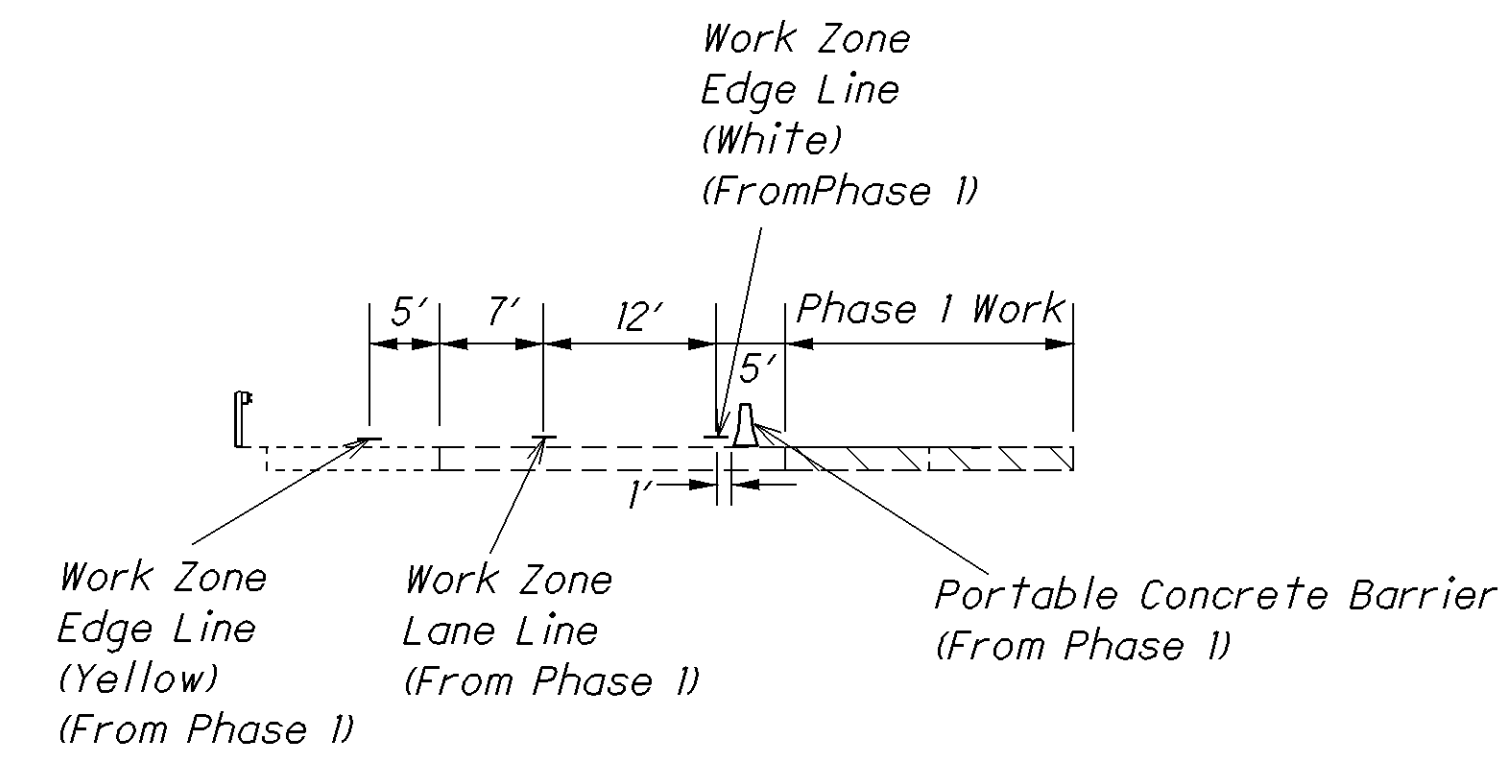 Work Zone
Edge Line
(White)
(FromPhase 1)
5' 7' 12' Phase 1 Work
5'
1'
Work Zone
Edge Line
(Yellow)
(From Phase 1)
Work Zone
Lane Line
(From Phase 1)
Portable Concrete Barrier
(From Phase 1)